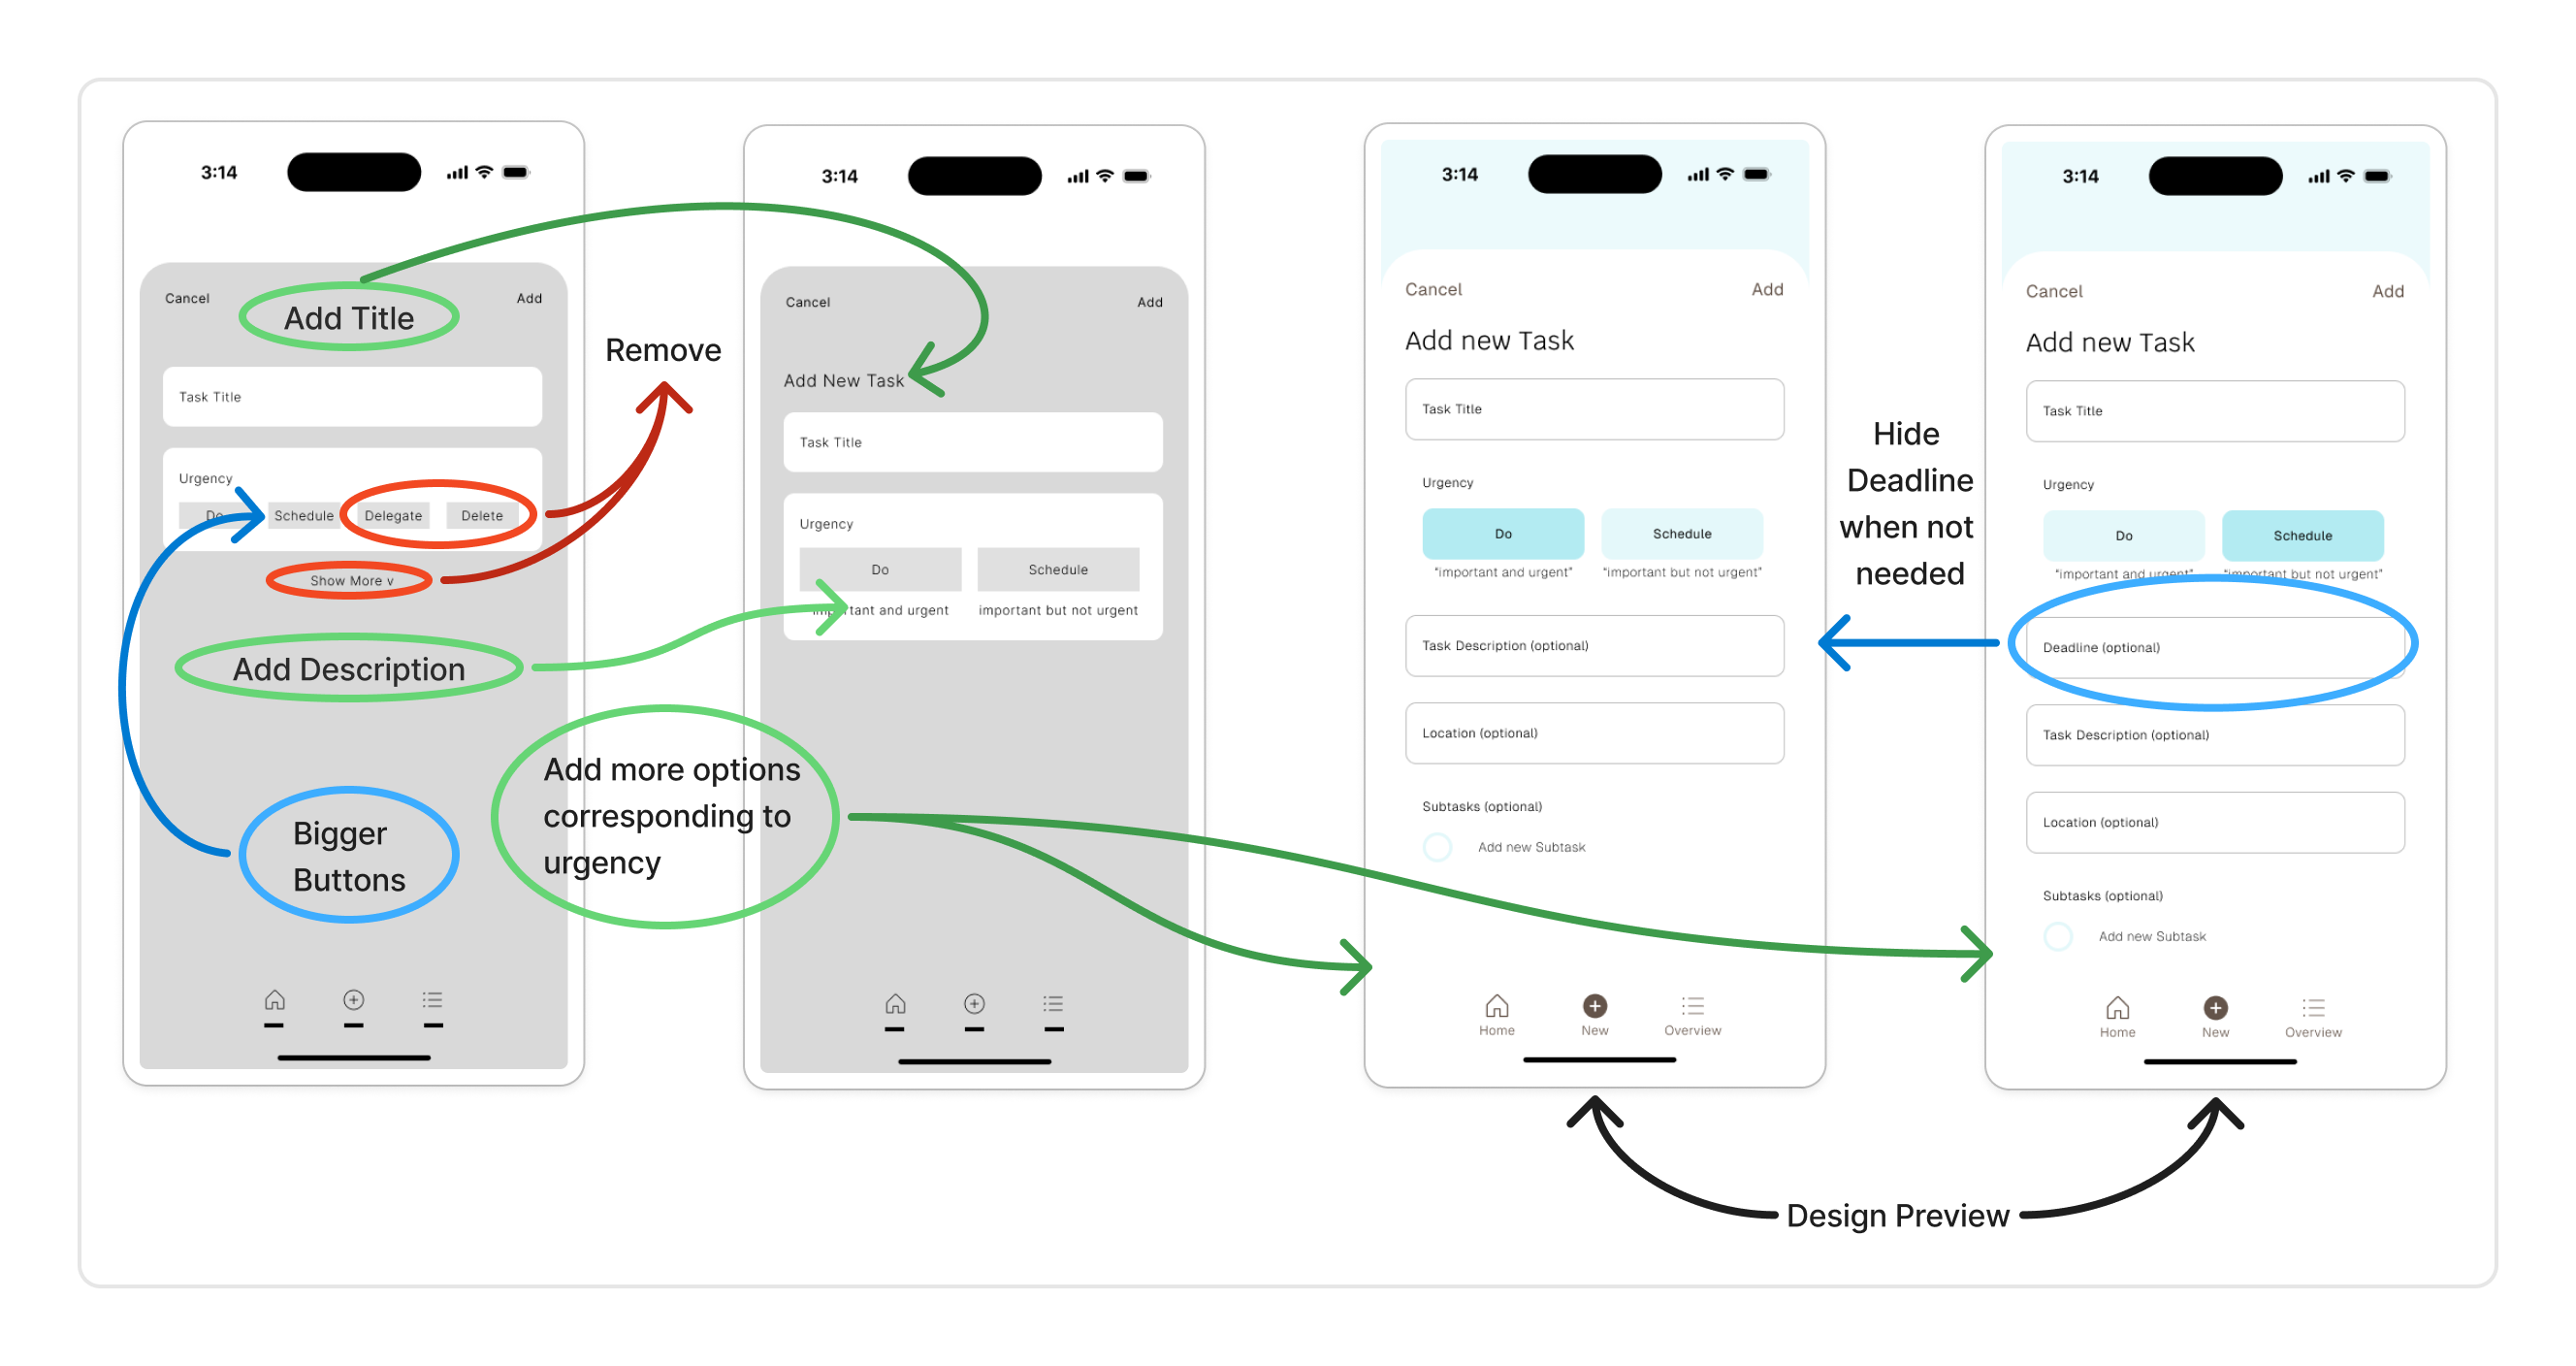 3:14
Cancel
Add
Add Title
Task Title
Urgency
Do
Schedule
Delegate
Delete
Show More v
Add Description
Bigger
Buttons
Remove
Add more options
corresponding to
urgency
3:14
Cancel
Add
Add New Task
Task Title
Urgency
Do
Schedule
important and urgent
important but not urgent
3:14
Cancel
Add
Add new Task
Task Title
Urgency
Do
Schedule
"important and urgent"
"important but not urgent"
Task Description (optional)
Location (optional)
Subtasks (optional)
Add new Subtask
Home
New
Overview
Hide
Deadline
when not
needed
3:14
Cancel
Add
Add new Task
Task Title
Urgency
Do
Schedule
"important and urgent"
"important but not urgent"
Deadline (optional)
Task Description (optional)
Location (optional)
Subtasks (optional)
Add new Subtask
Home
New
Overview
Design Preview